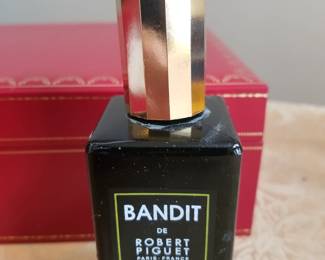 BANDIT
DE
ROBERT
PIGUET
PARIS-FRANCE